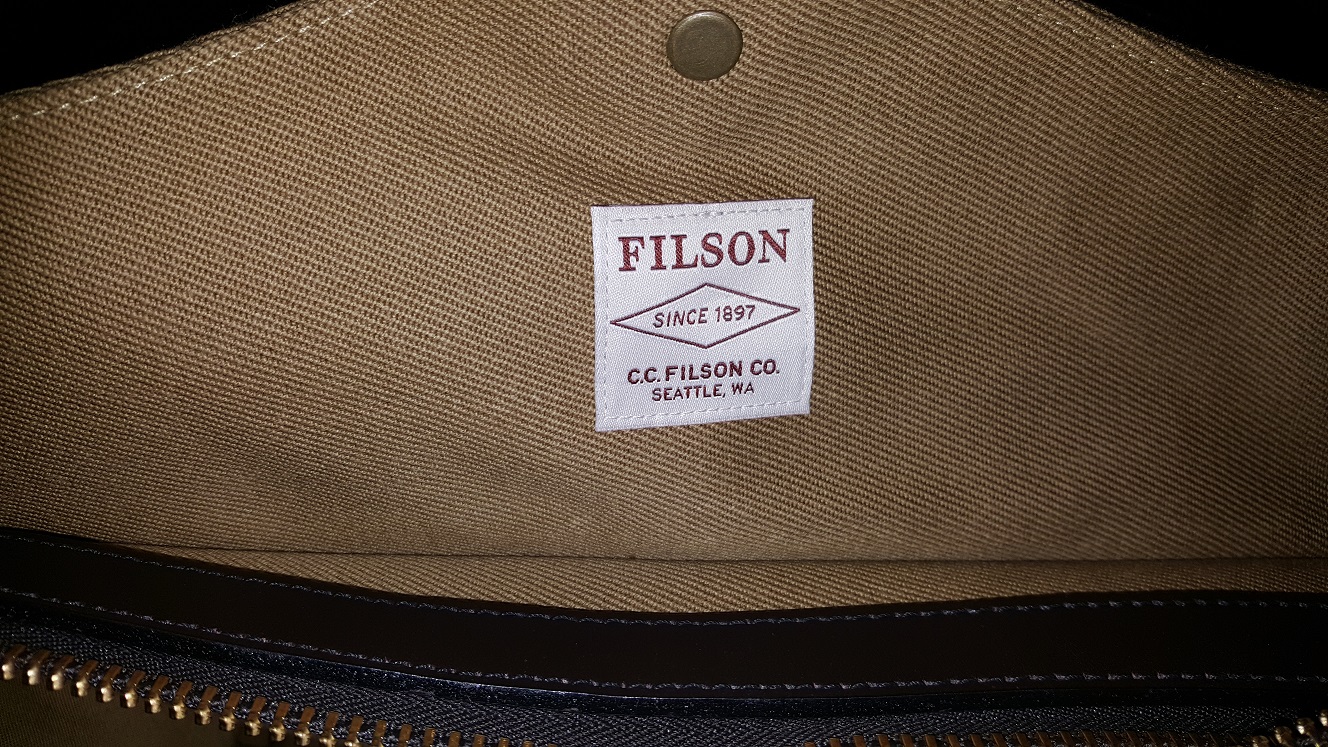 FILSON
SINCE 1897
C.C. FILSON CO.
SEATTLE, WA